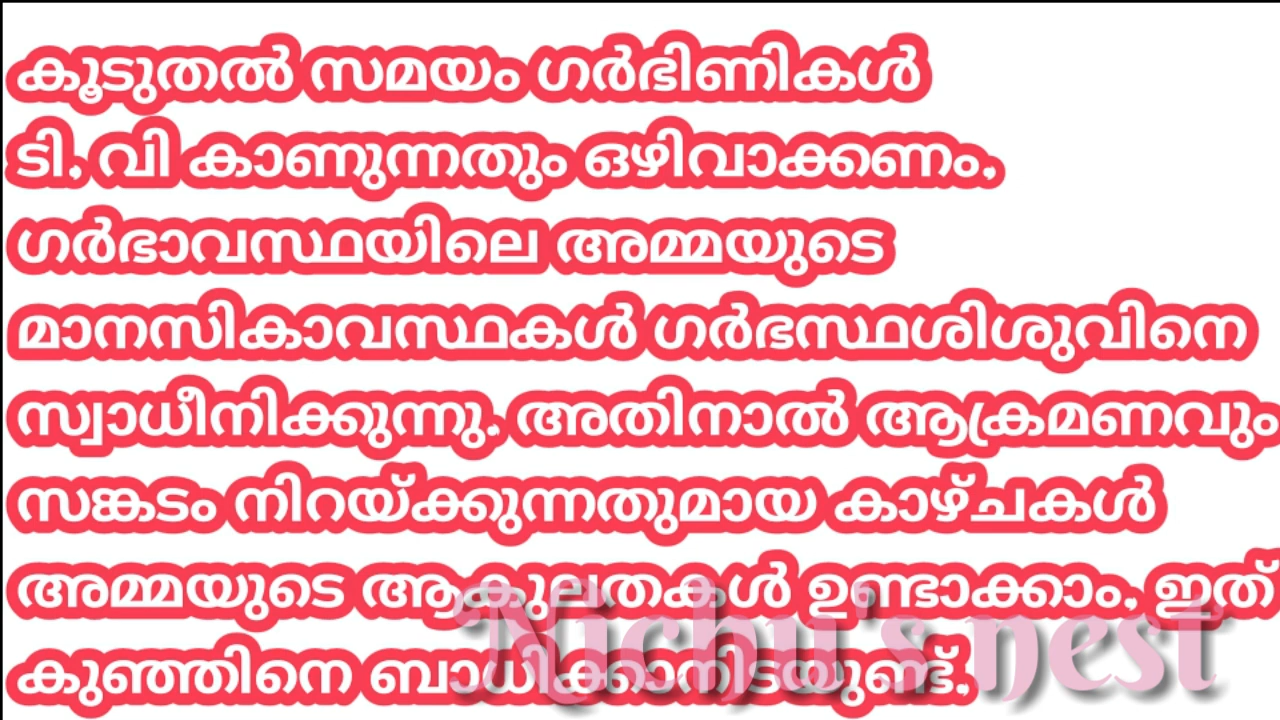 കൂടുതൽ സമയം ഗർഭിണികൾ
ടി. വി കാണുന്നതും ഒഴിവാക്കണം.
ഗർഭാവസ്ഥയിലെ അമ്മയുടെ
മാനസികാവസ്ഥകൾ ഗർഭസ്ഥശിശുവിനെ
സ്വാധീനിക്കുന്നു. അതിനാൽ ആക്രമണവും
സങ്കടം നിറയ്ക്കുന്നതുമായ കാഴ്ചകൾ
അമ്മയുടെ ആകുലതകൾ ഉണ്ടാക്കാം. ഇത്
കുഞ്ഞിനെ ബാധിക്കാനിടയുണ്ട്.
Nichu's nest